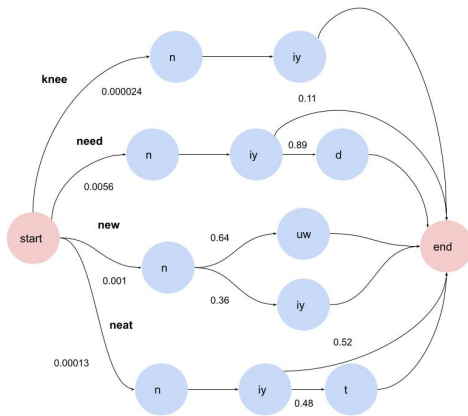 n iy
knee
0.000024
0.11
need
n iy 0.89 d
0.0056
start
new
0.64 uw
end
0.001 n
0.36 iy
neat
0.52
0.00013
n iy 0.48 t